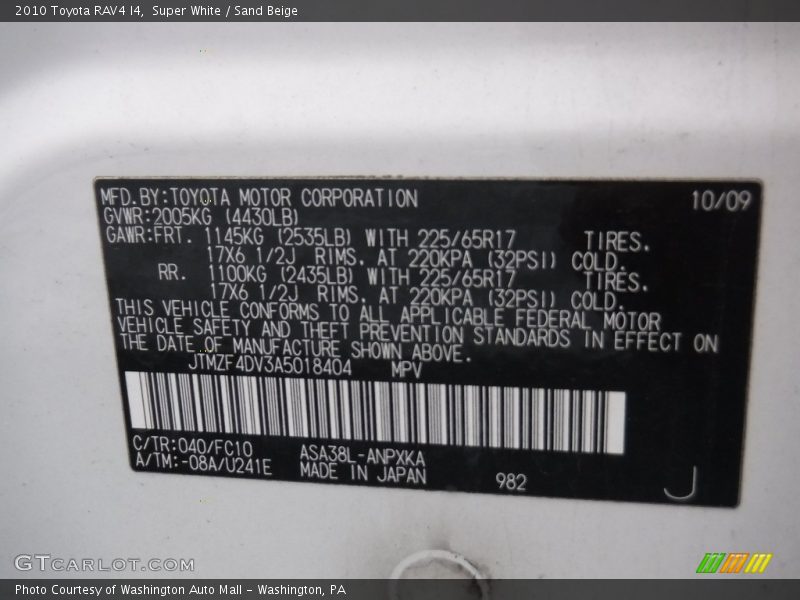 2010 Toyota RAV4 I4, Super White / Sand Beige
MFD.BY:TOYOTA MOTOR CORPORATION 10/09
GVWR:2005KG (4430LB)
GAWR:FRT. 1145KG (2535LB) WITH 225/65R17 TIRES.
17X6 1/2J RIMS. AT 220KPA (32PSI) COLD.
RR. 1100KG (2435LB) WITH 225/65R17 TIRES.
17X6 1/2J RIMS. AT 220KPA (32PSI) COLD.
THIS VEHICLE CONFORMS TO ALL APPLICABLE FEDERAL MOTOR
VEHICLE SAFETY AND THEFT PREVENTION STANDARDS IN EFFECT ON
THE DATE OF MANUFACTURE SHOWN ABOVE.
JTMZF4DV3A5018404 MPV
C/TR:040/FC10 ASA38L-ANPXKA
A/TM:-08A/U241E MADE IN JAPAN 982 J
GTCARLOT.COM
Photo Courtesy of Washington Auto Mall - Washington, PA